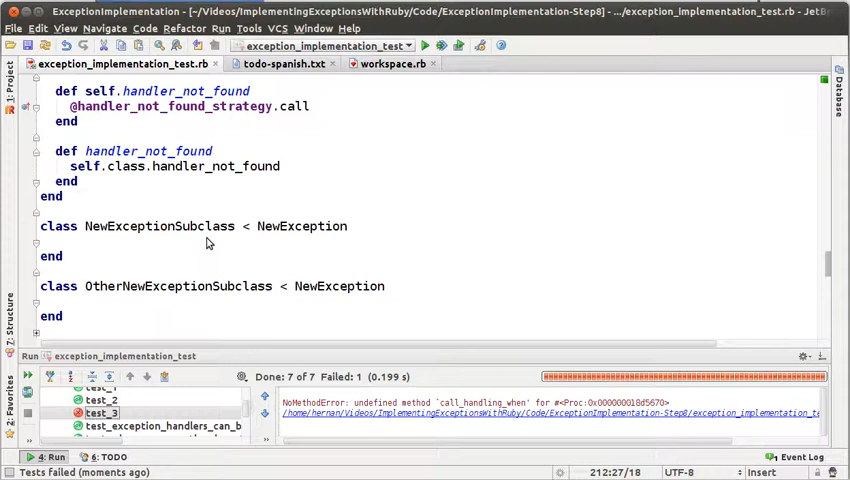 ExceptionImplementation - [~/Videos/ImplementingExceptionsWithRuby/Code/ExceptionImplementation-Step8] - .../exception_implementation_test.rb - JetB
File Edit View Navigate Code Refactor Run Tools VCS Window Help
exception_implementation_test
exception_implementation_test.rb todo-spanish.txt workspace.rb
1: Project
Database
def self.handler_not_found
@handler_not_found_strategy.call
end
def handler_not_found
self.class.handler_not_found
end
end
class NewExceptionSubclass < NewException
end
class OtherNewExceptionSubclass < NewException
end
7: Structure
2: Favorites
Run exception_implementation_test
Done: 7 of 7 Failed: 1 (0.199 s)
test_1
test_2
test_3
test_exception_handlers_can_b
NoMethodError: undefined method `call_handling_when' for #<Proc:0x000000018d5670>
/home/hernan/Videos/ImplementingExceptionsWithRuby/Code/ExceptionImplementation-Step8/exception_implementation_te
4: Run 6: TODO 1 Event Log
Tests failed (moments ago) 212:27/18 UTF-8 Insert